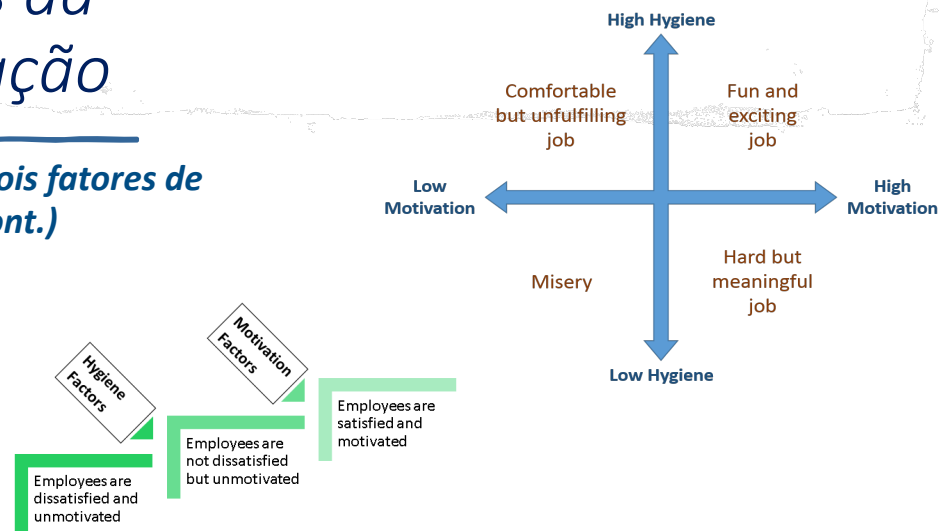 ação
ois fatores de
ont.)
High Hygiene
Comfortable
but unfulfilling
job
Fun and
exciting
job
Low
Motivation
High
Motivation
Misery
Hard but
meaningful
job
Low Hygiene
Hygiene
Factors
Motivation
Factors
Employees are
dissatisfied and
unmotivated
Employees are
not dissatisfied
but unmotivated
Employees are
satisfied and
motivated